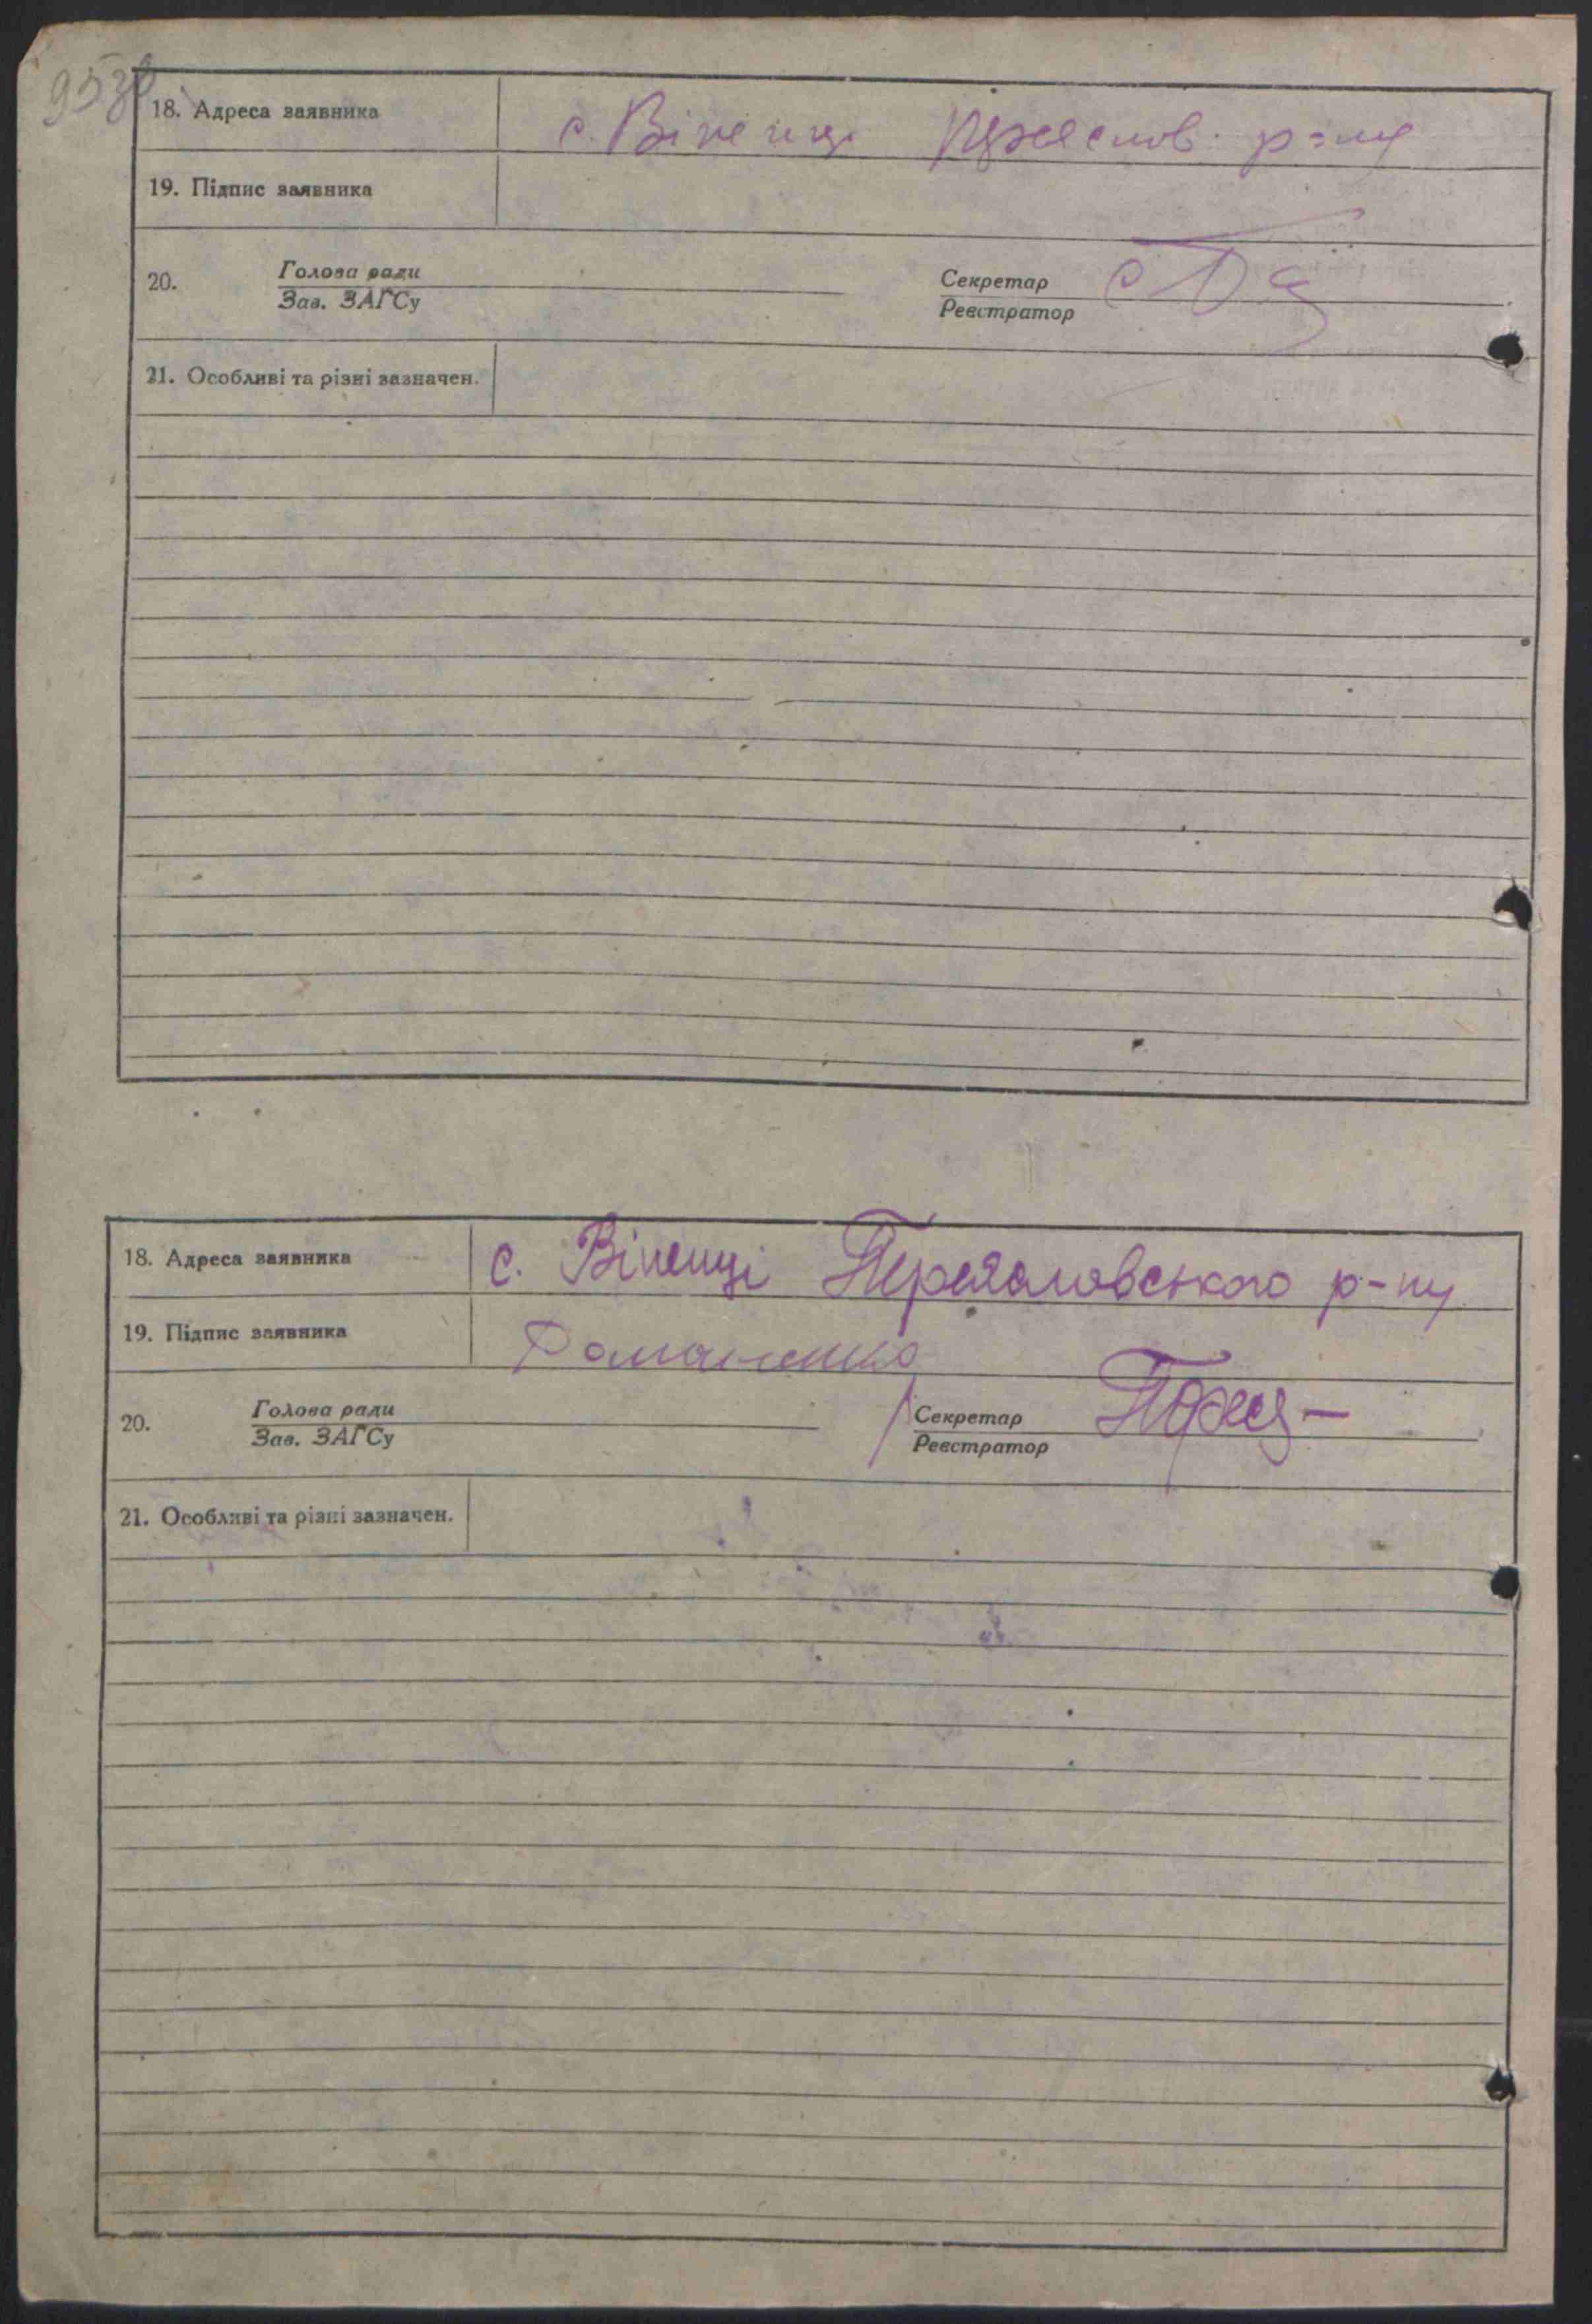 18. Адреса заявника с. Віненці р-ну
19. Підпис заявника
20. Голова ради Секретар
Зав. ЗАГСу Реєстратор
21. Особливі та різні зазначен.
18. Адреса заявника с. Віненці Переяславського р-ну
19. Підпис заявника Романенко
20. Голова ради Секретар
Зав. ЗАГСу Реєстратор
21. Особливі та різні зазначен.